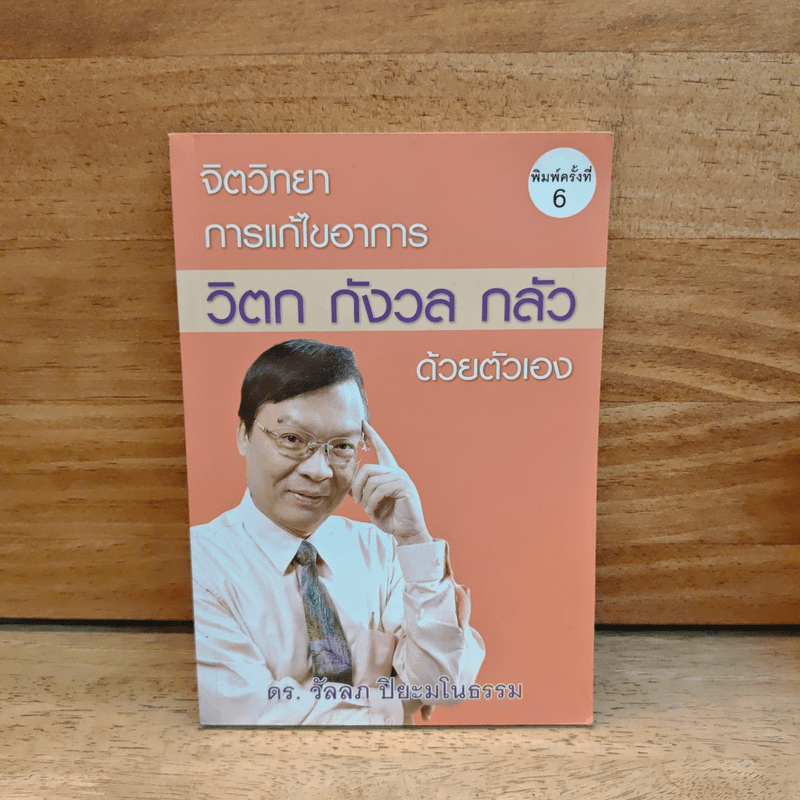 จิตวิทยา
การแก้ไขอาการ
วิตก กังวล กลัว
ด้วยตัวเอง
พิมพ์ครั้งที่
6
ดร. วัลลภ ปิยะมโนธรรม